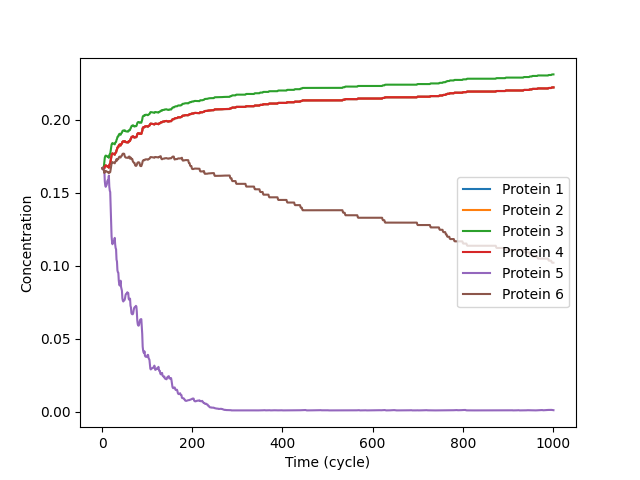 0.20
0.15
0.10
0.05
0.00
Concentration
Protein 1
Protein 2
Protein 3
Protein 4
Protein 5
Protein 6
0 200 400 600 800 1000
Time (cycle)